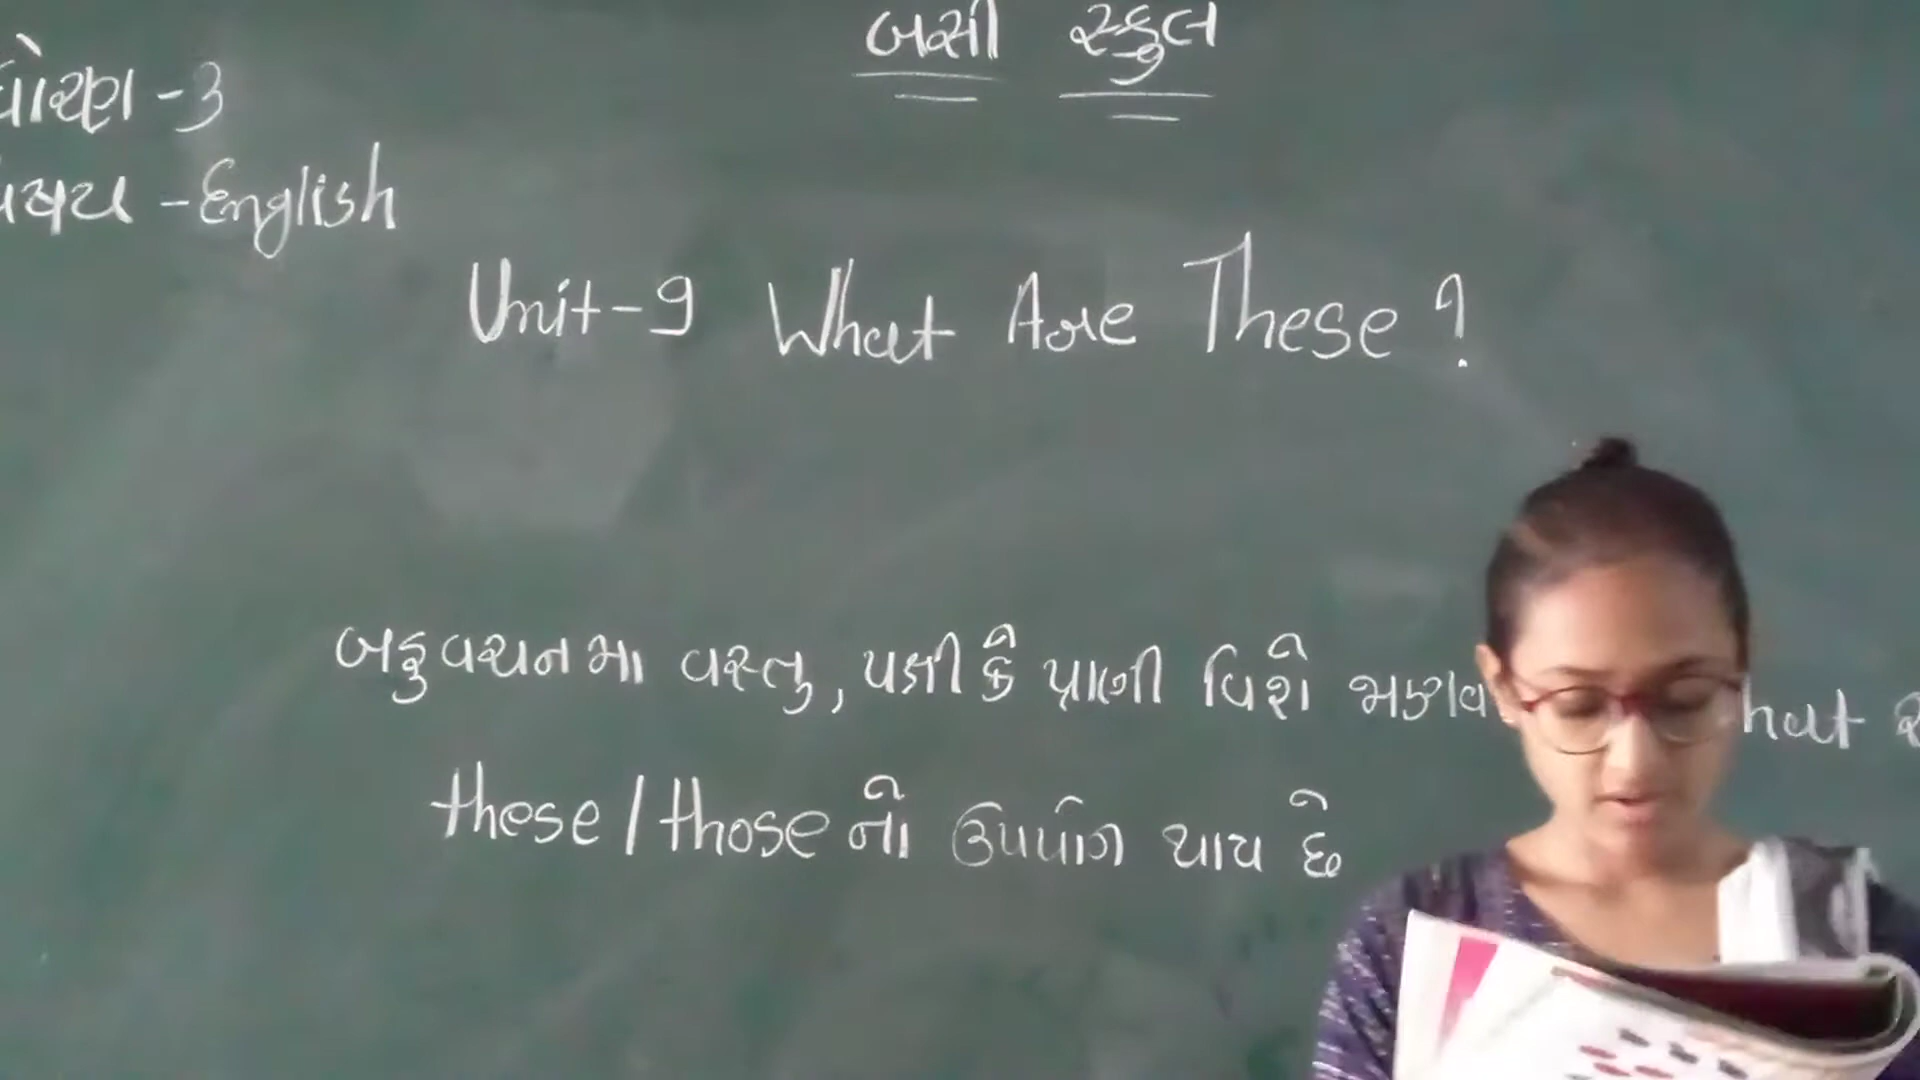 બસી સ્કુલ
ધોરણ -3
વિષય -English
Unit-9 What Are These ?
બહુવચનમા વસ્તુ, પક્ષી કે પ્રાણી વિશે
these / those નો ઉપયોગ થાય છે